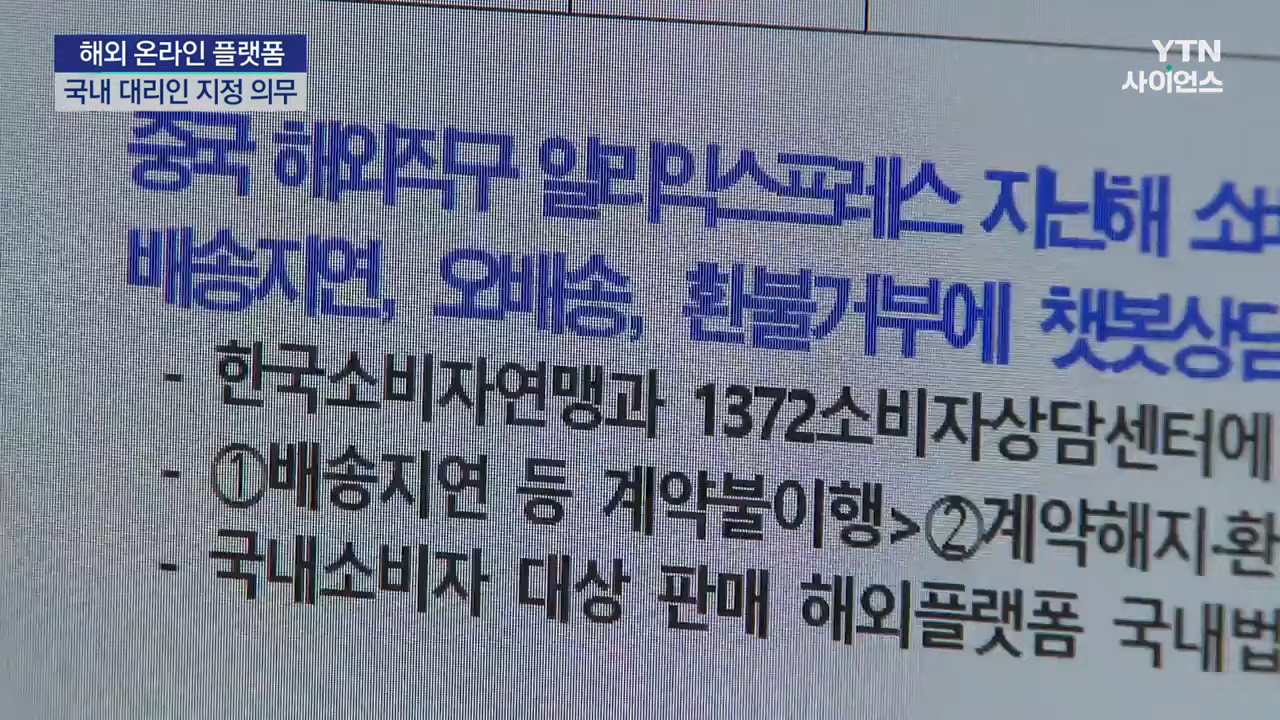 해외 온라인 플랫폼
국내 대리인 지정 의무
YTN
사이언스
중국 해외직구 알리익스프레스 지난해 소
배송지연, 오배송, 환불거부에 챗봇상담
- 한국소비자연맹과 1372소비자상담센터에
- ①배송지연 등 계약불이행>②계약해지·환
- 국내소비자 대상 판매 해외플랫폼 국내법